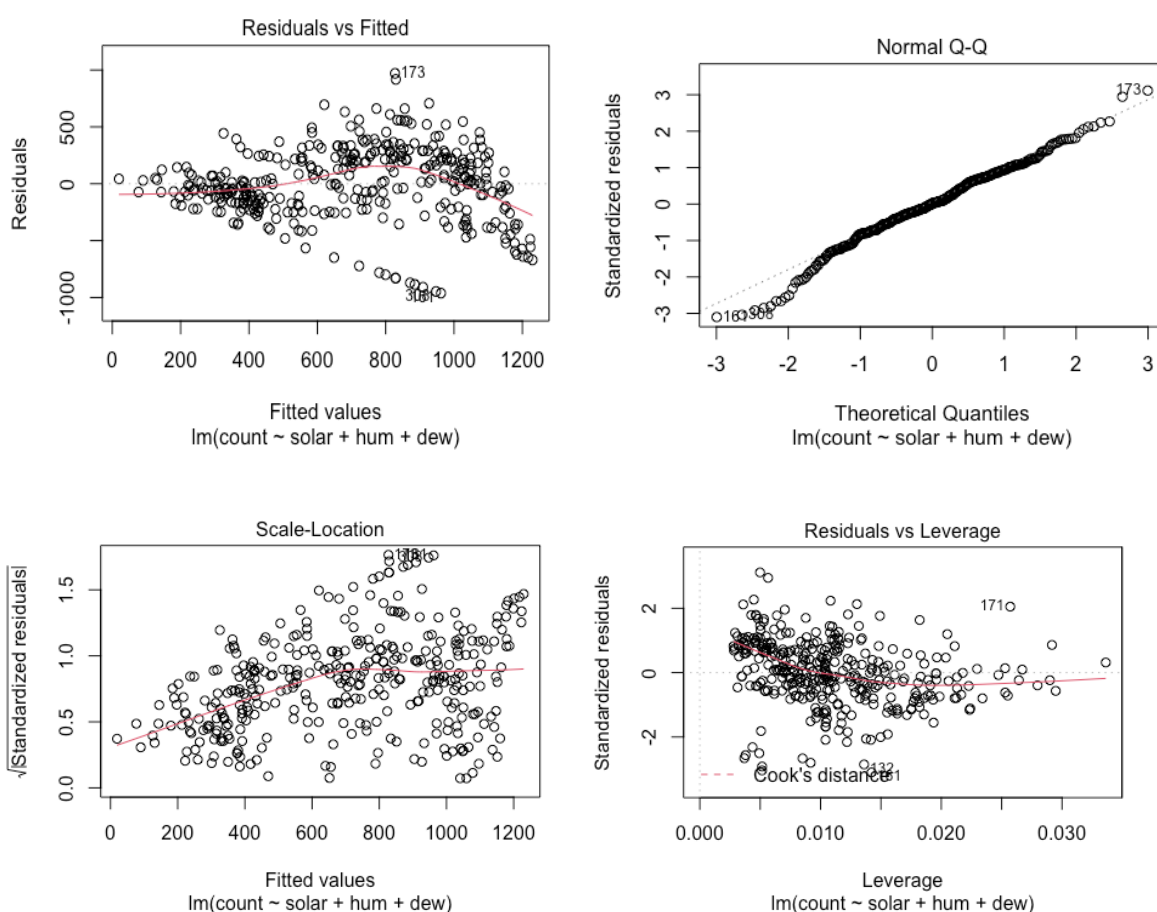 Residuals vs Fitted
Residuals
500
0
-1000
173
0 200 400 600 800 1000 1200
Fitted values
lm(count ~ solar + hum + dew)
Normal Q-Q
Standardized residuals
3
2
1
0
-1
-2
-3
173
-3 -2 -1 0 1 2 3
Theoretical Quantiles
lm(count ~ solar + hum + dew)
Scale-Location
√|Standardized residuals|
1.5
1.0
0.5
0.0
0 200 400 600 800 1000 1200
Fitted values
lm(count ~ solar + hum + dew)
Residuals vs Leverage
Standardized residuals
2
0
-2
171
132
Cook's distance
0.000 0.010 0.020 0.030
Leverage
lm(count ~ solar + hum + dew)